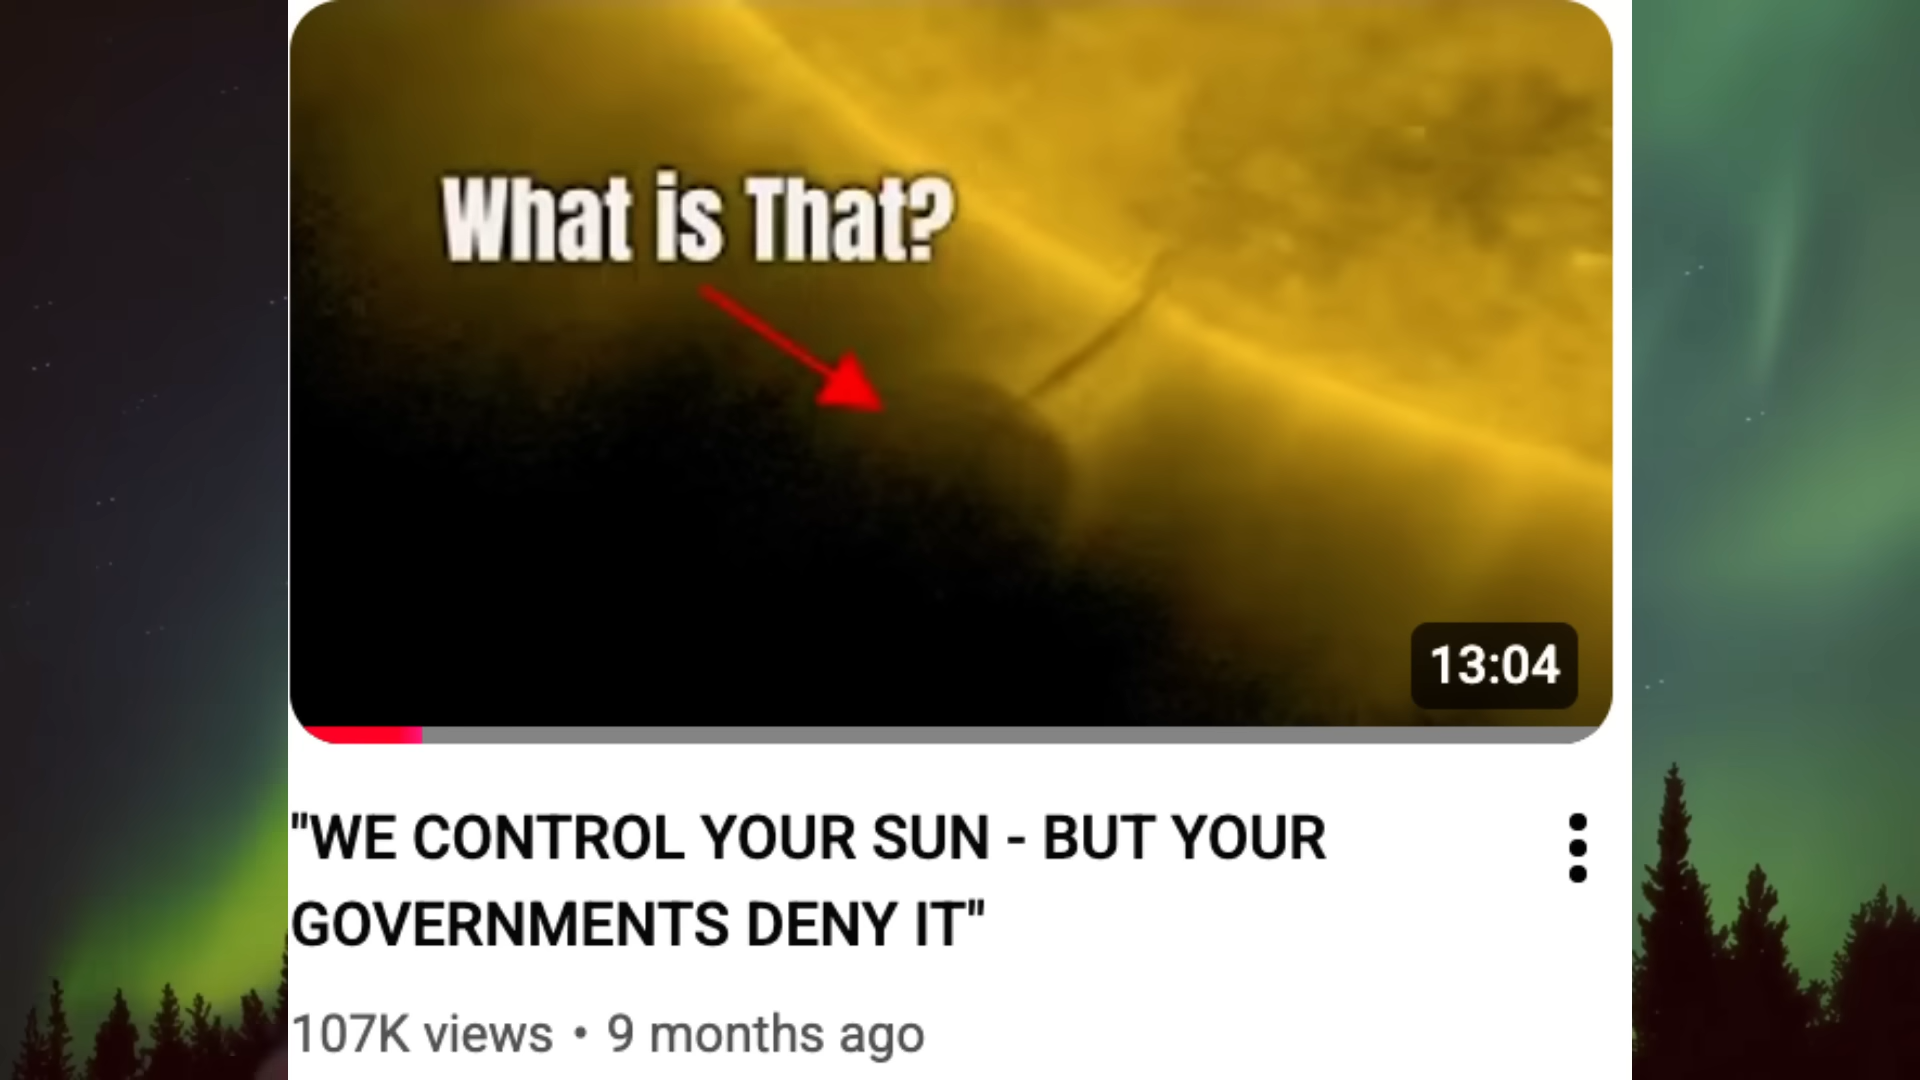 What is That?
13:04
"WE CONTROL YOUR SUN - BUT YOUR
GOVERNMENTS DENY IT"
107K views • 9 months ago